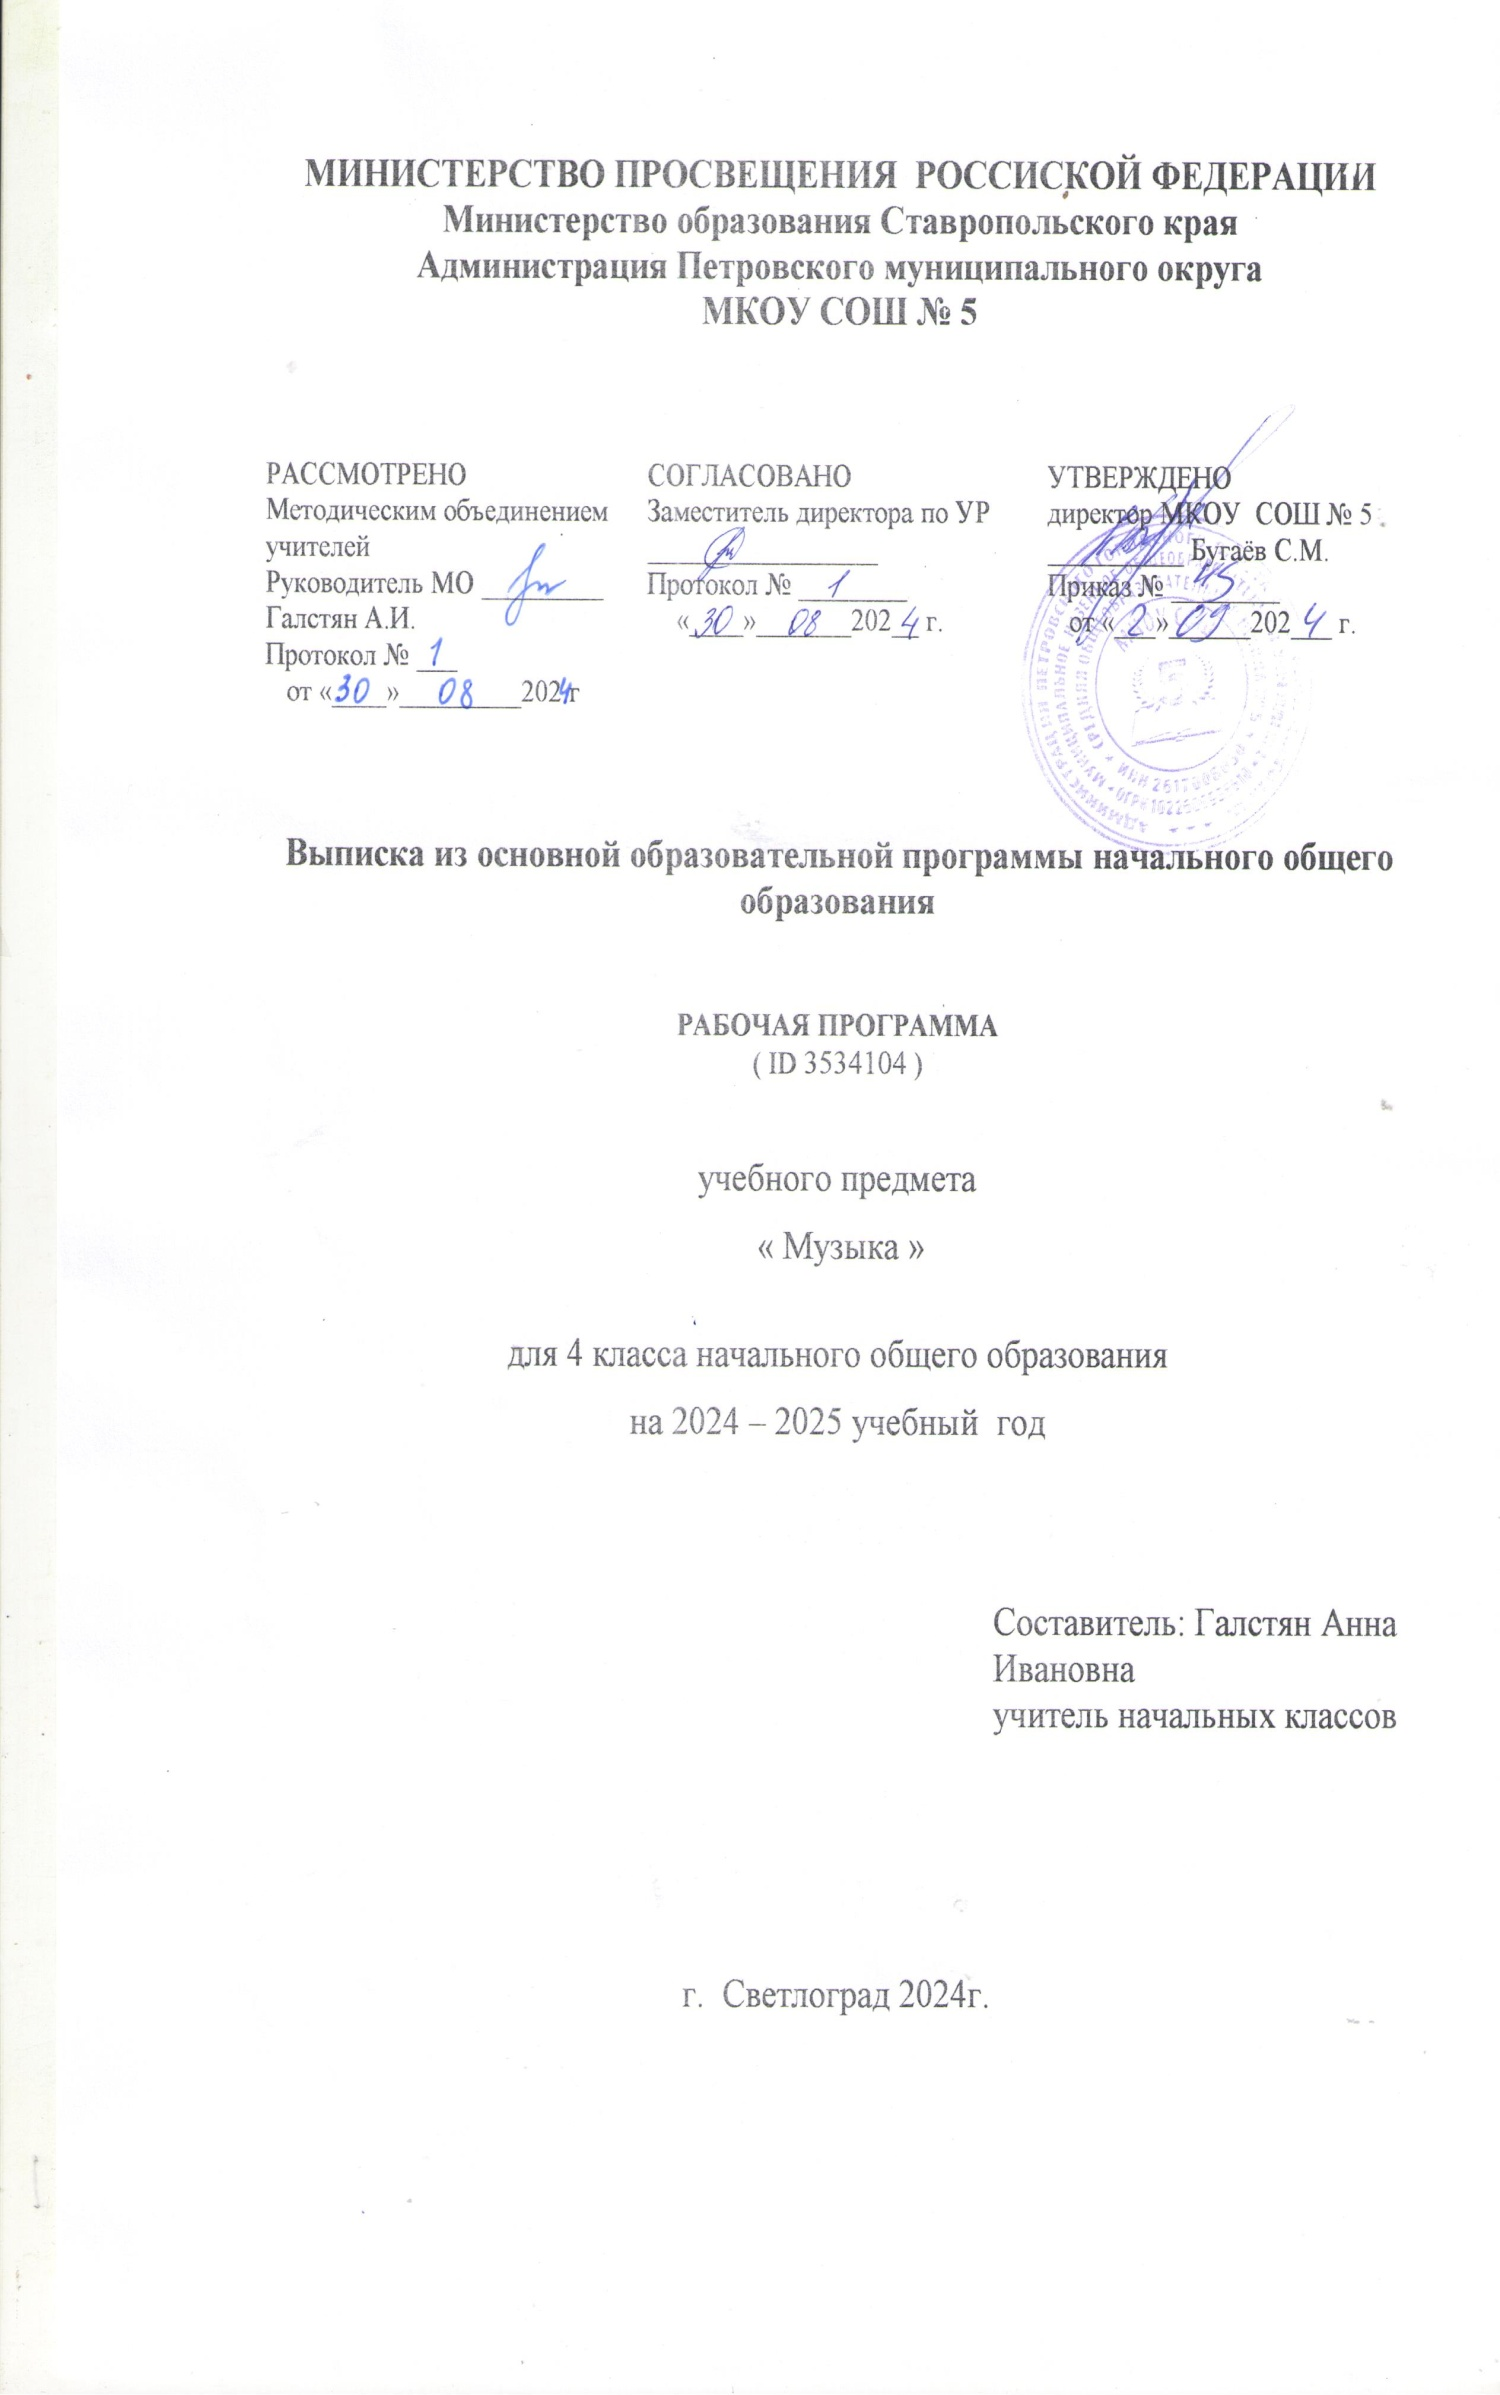 МИНИСТЕРСТВО ПРОСВЕЩЕНИЯ РОССИСКОЙ ФЕДЕРАЦИИ
Министерство образования Ставропольского края
Администрация Петровского муниципального округа
МКОУ СОШ № 5
РАССМОТРЕНО
Методическим объединением
учителей
Руководитель МО
Галстян А.И.
Протокол № 1
от «30» 08 2024г
СОГЛАСОВАНО
Заместитель директора по УР
Протокол № 1
«30» 08 2024 г.
УТВЕРЖДЕНО
директор МКОУ СОШ № 5
Бугаёв С.М.
Приказ №
от «2» 09 2024 г.
Выписка из основной образовательной программы начального общего
образования
РАБОЧАЯ ПРОГРАММА
( ID 3534104 )
учебного предмета
« Музыка »
для 4 класса начального общего образования
на 2024 – 2025 учебный год
Составитель: Галстян Анна
Ивановна
учитель начальных классов
г. Светлоград 2024г.